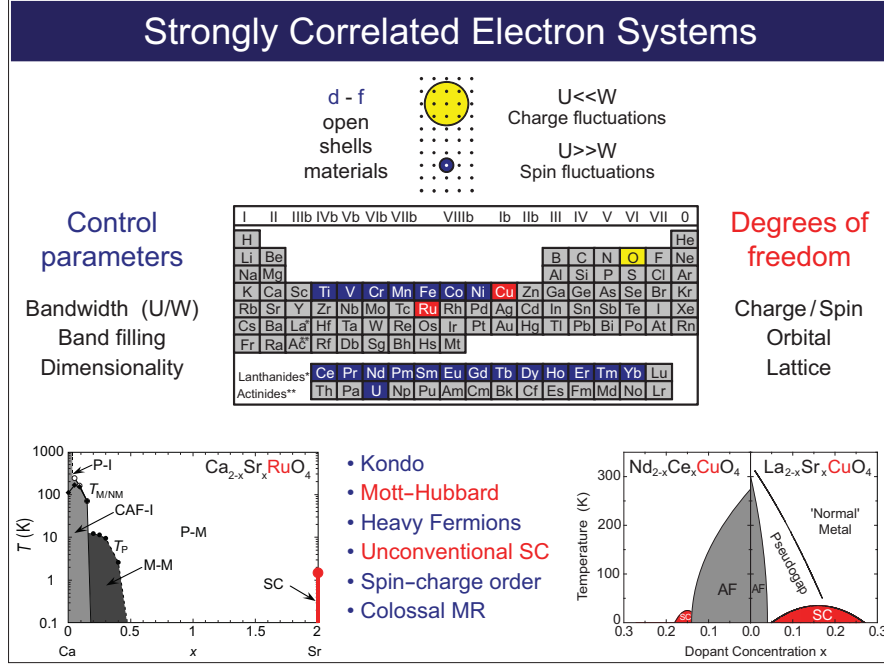 Strongly Correlated Electron Systems
d - f
open
shells
materials
U<<W
Charge fluctuations
U>>W
Spin fluctuations
Control
parameters
Bandwidth (U/W)
Band filling
Dimensionality
I II IIIb IVb Vb VIb VIIb VIIIb Ib IIb III IV V VI VII 0
H He
Li Be B C N O F Ne
Na Mg Al Si P S Cl Ar
K Ca Sc Ti V Cr Mn Fe Co Ni Cu Zn Ga Ge As Se Br Kr
Rb Sr Y Zr Nb Mo Tc Ru Rh Pd Ag Cd In Sn Sb Te I Xe
Cs Ba La* Hf Ta W Re Os Ir Pt Au Hg Tl Pb Bi Po At Rn
Fr Ra Ac** Rf Db Sg Bh Hs Mt
Lanthanides* Ce Pr Nd Pm Sm Eu Gd Tb Dy Ho Er Tm Yb Lu
Actinides** Th Pa U Np Pu Am Cm Bk Cf Es Fm Md No Lr
Degrees of
freedom
Charge/Spin
Orbital
Lattice
Ca2-xSrxRuO4
T (K)
1000
100
10
1
0.1
P-I
TM/NM
CAF-I
P-M
TP
M-M
SC
0 0.5 1 1.5 2
Ca x Sr
• Kondo
• Mott-Hubbard
• Heavy Fermions
• Unconventional SC
• Spin-charge order
• Colossal MR
Nd2-xCexCuO4 La2-xSrxCuO4
Temperature (K)
300
200
100
0
'Normal'
Metal
Pseudogap
AF AF
SC SC
0.3 0.2 0.1 0.0 0.1 0.2 0.3
Dopant Concentration x